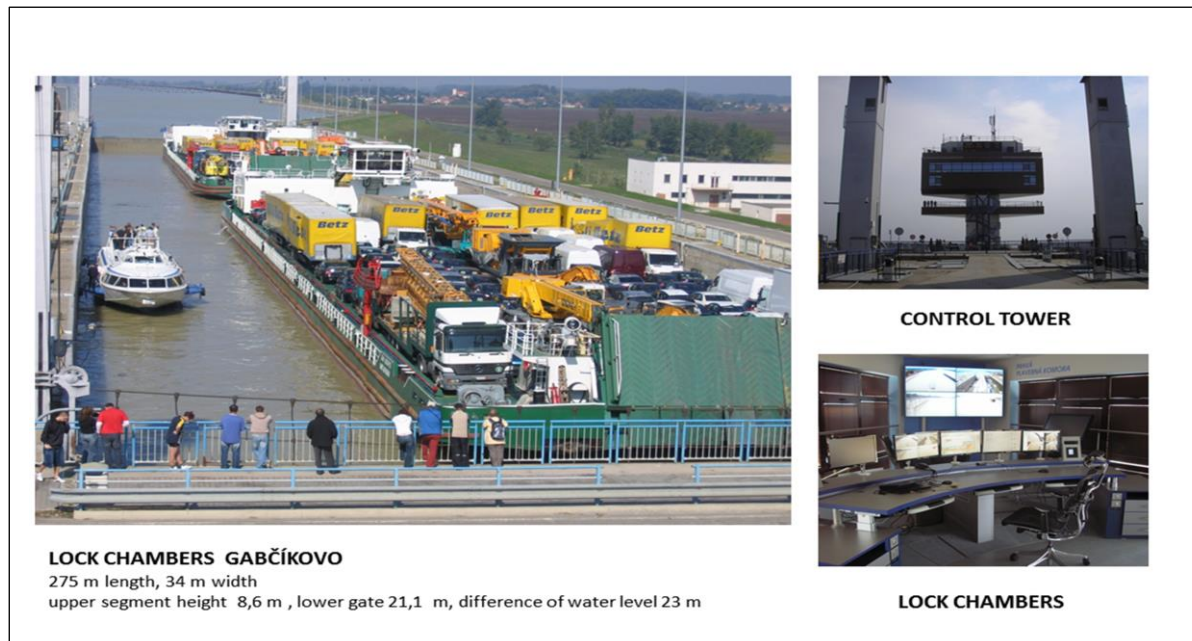 Betz
Betz
Betz
Betz
Betz
CONTROL TOWER
LOCK CHAMBERS GABČÍKOVO
275 m length, 34 m width
upper segment height 8,6 m , lower gate 21,1 m, difference of water level 23 m
LOCK CHAMBERS